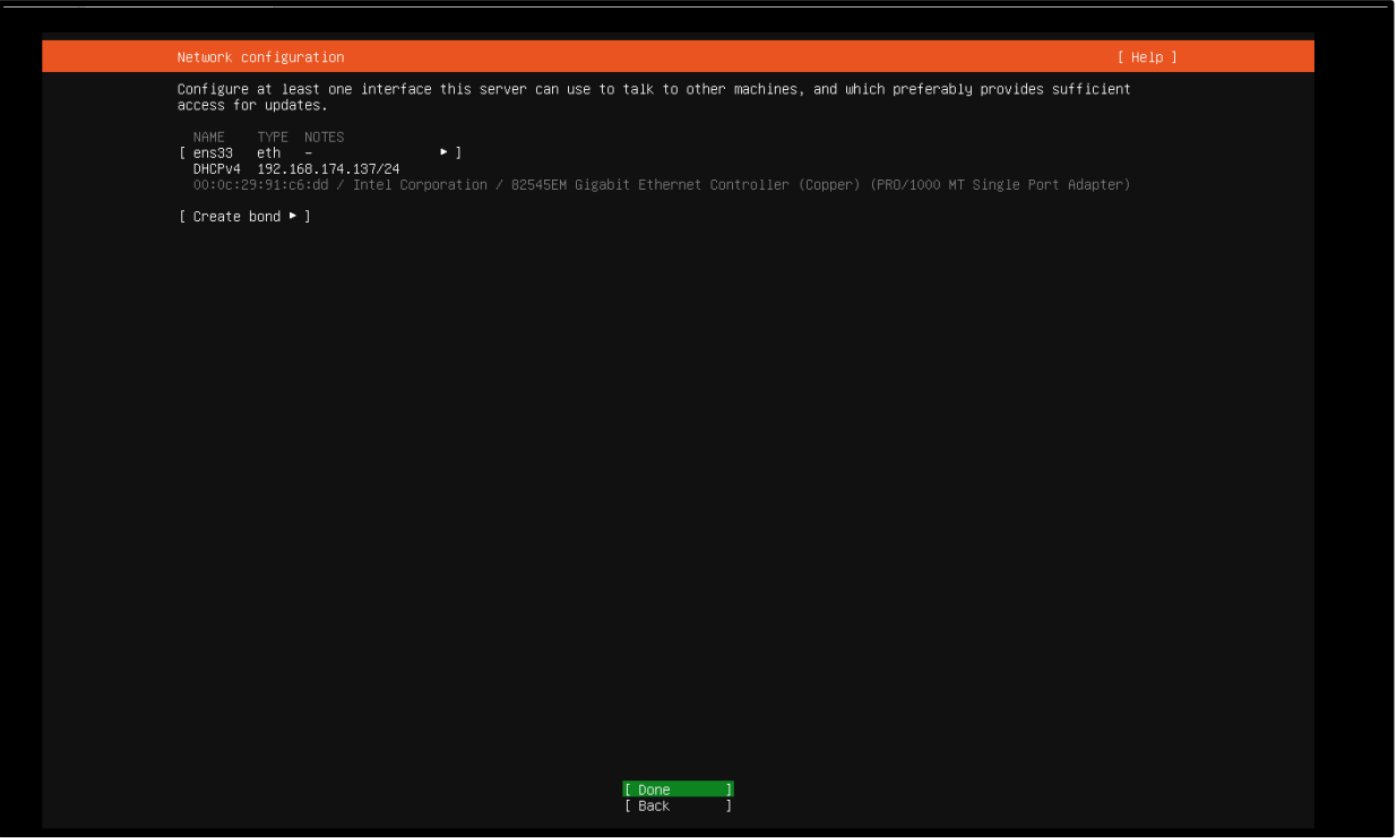 Network configuration [ Help ]
Configure at least one interface this server can use to talk to other machines, and which preferably provides sufficient
access for updates.
NAME TYPE NOTES
[ ens33 eth – ▸ ]
DHCPv4 192.168.174.137/24
00:0c:29:91:c6:dd / Intel Corporation / 82545EM Gigabit Ethernet Controller (Copper) (PRO/1000 MT Single Port Adapter)
[ Create bond ▸ ]
[ Done ]
[ Back ]